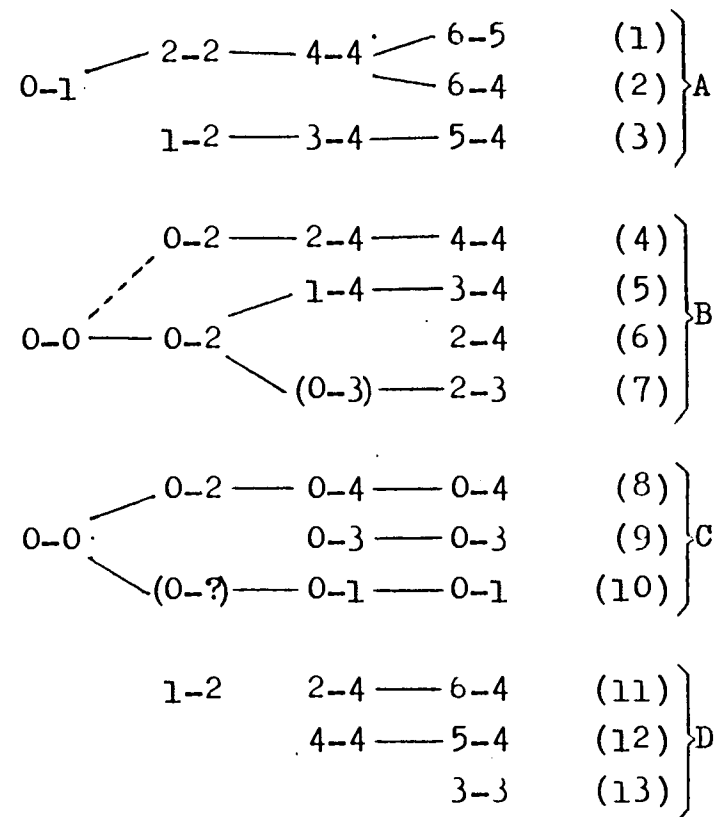 2-2 4-4 6-5 (1)
0-1 6-4 (2) A
1-2 3-4 5-4 (3)
0-2 2-4 4-4 (4)
1-4 3-4 (5)
0-0 0-2 2-4 (6) B
(0-3) 2-3 (7)
0-2 0-4 0-4 (8)
0-0 0-3 0-3 (9) C
(0-?) 0-1 0-1 (10)
1-2 2-4 6-4 (11)
4-4 5-4 (12) D
3-3 (13)